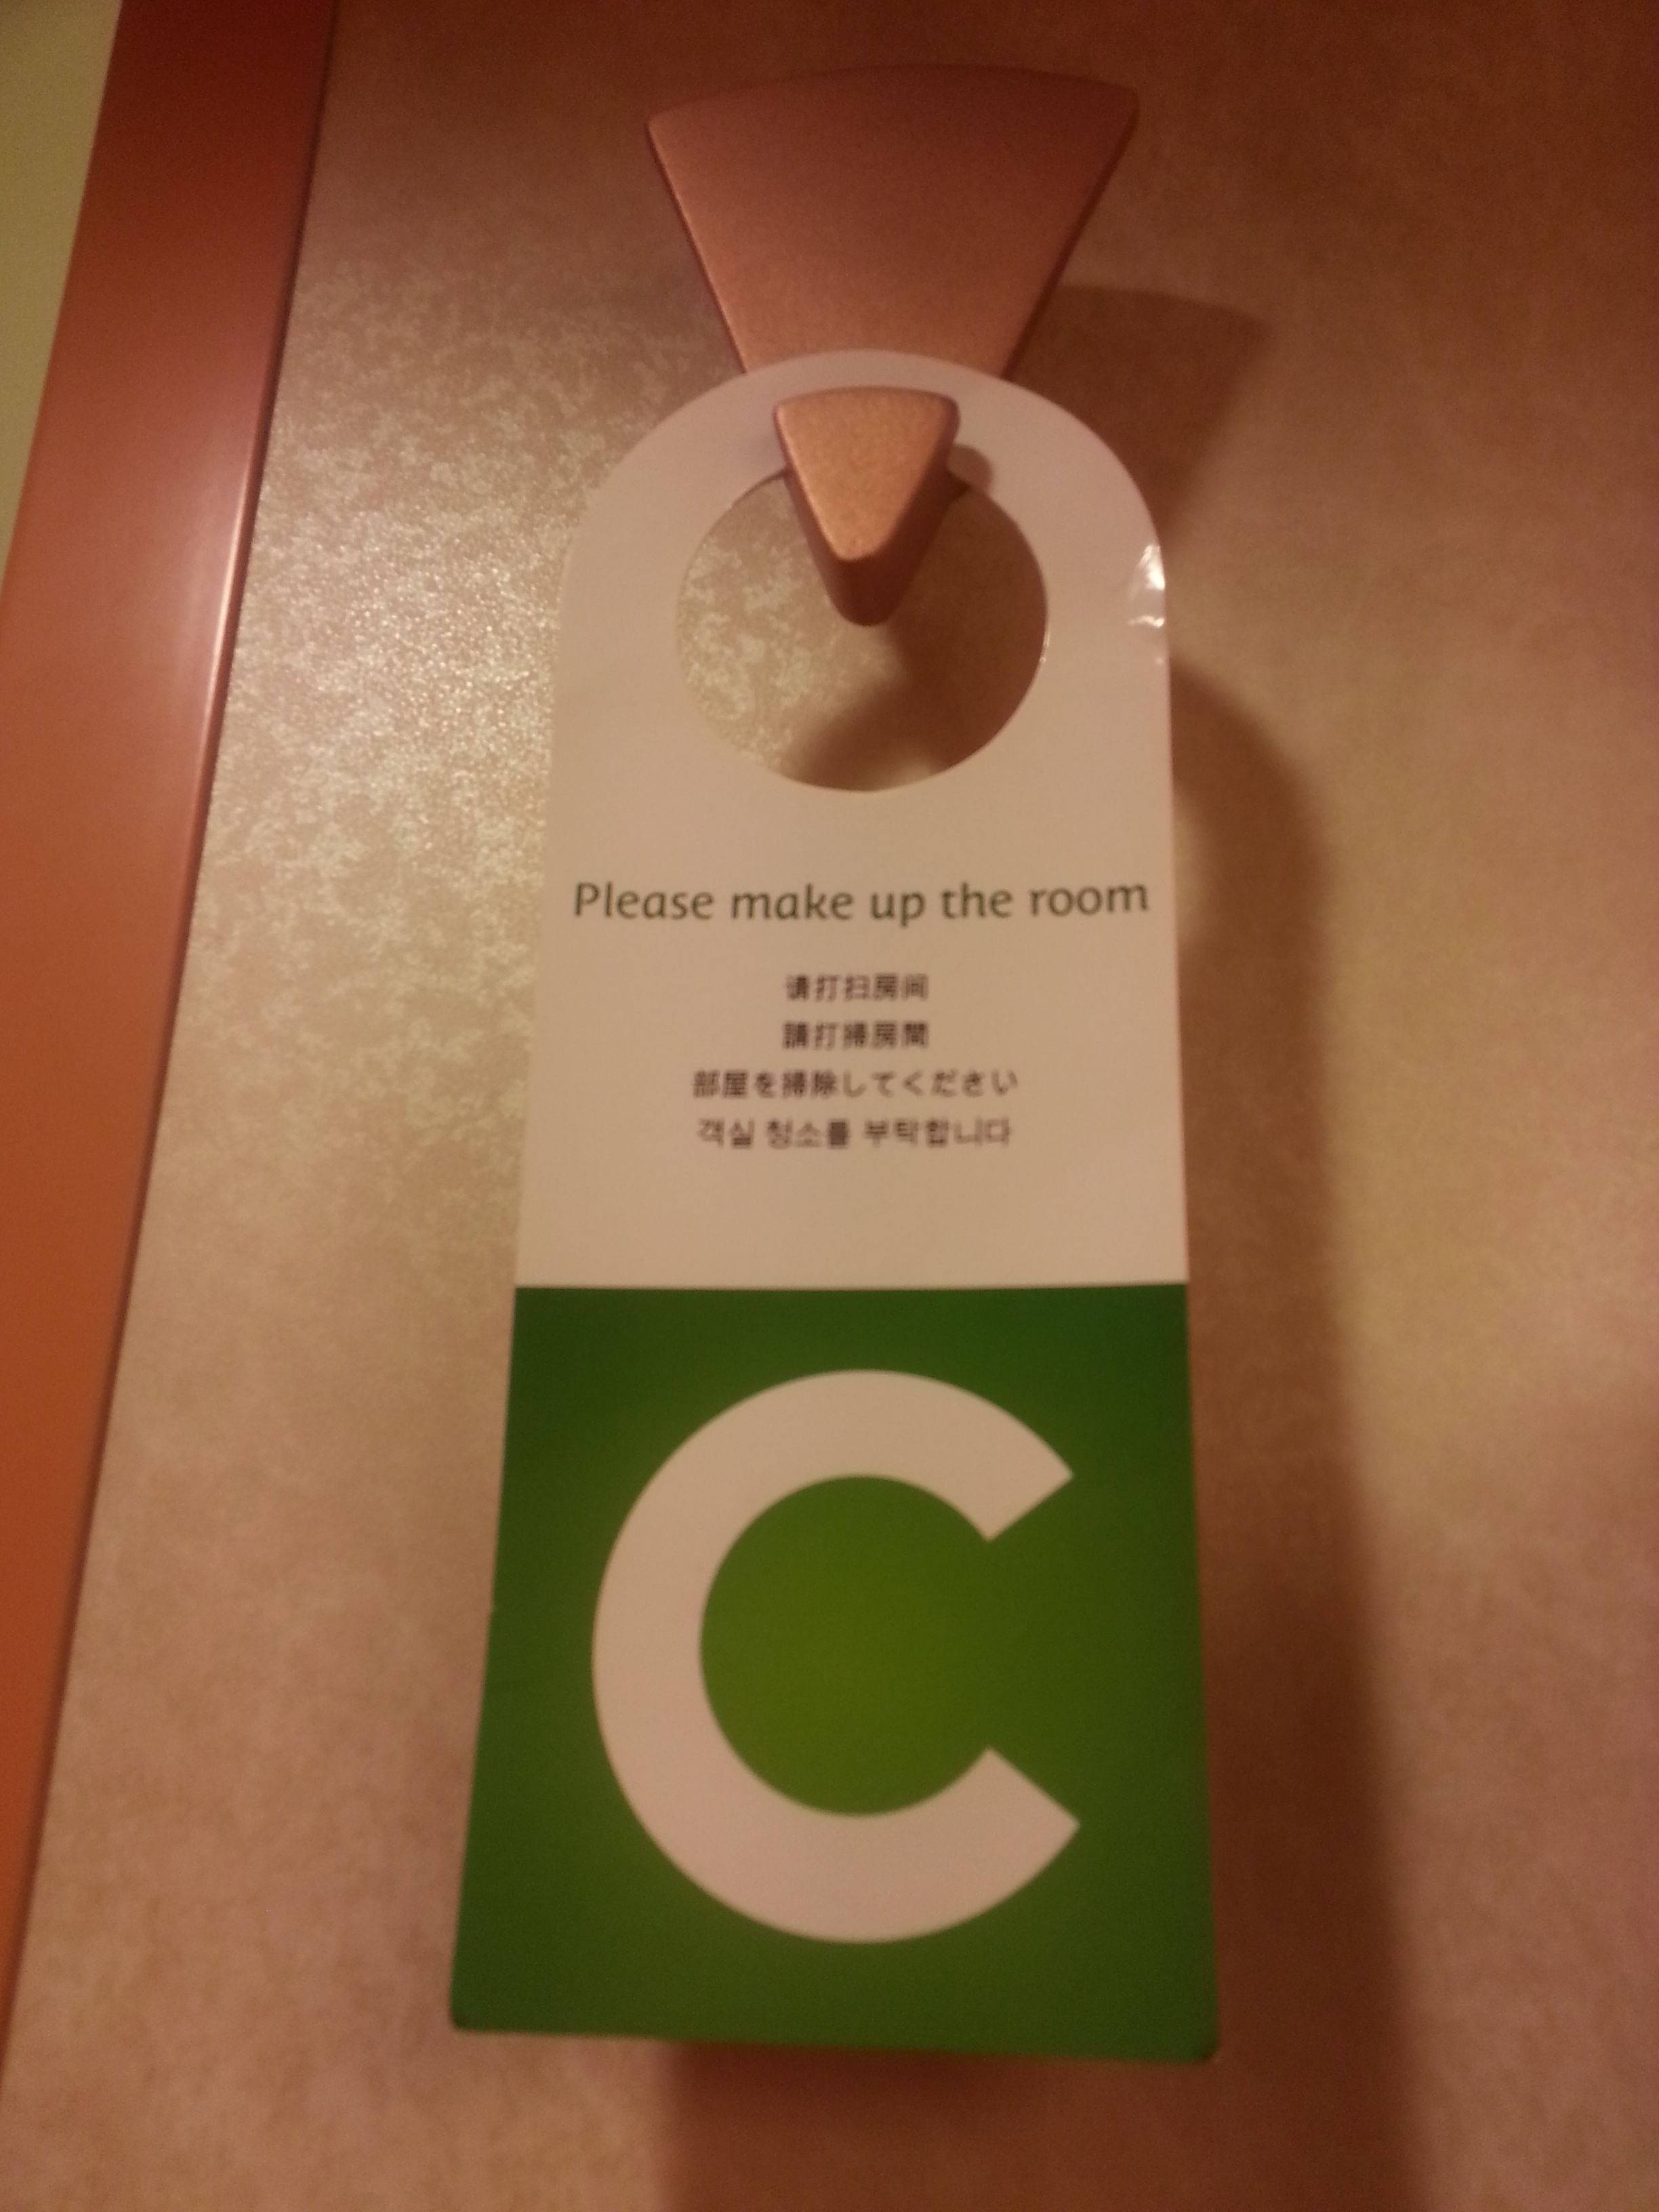 Please make up the room
请打扫房间
請打掃房間
部屋を掃除してください
객실 청소를 부탁합니다
C